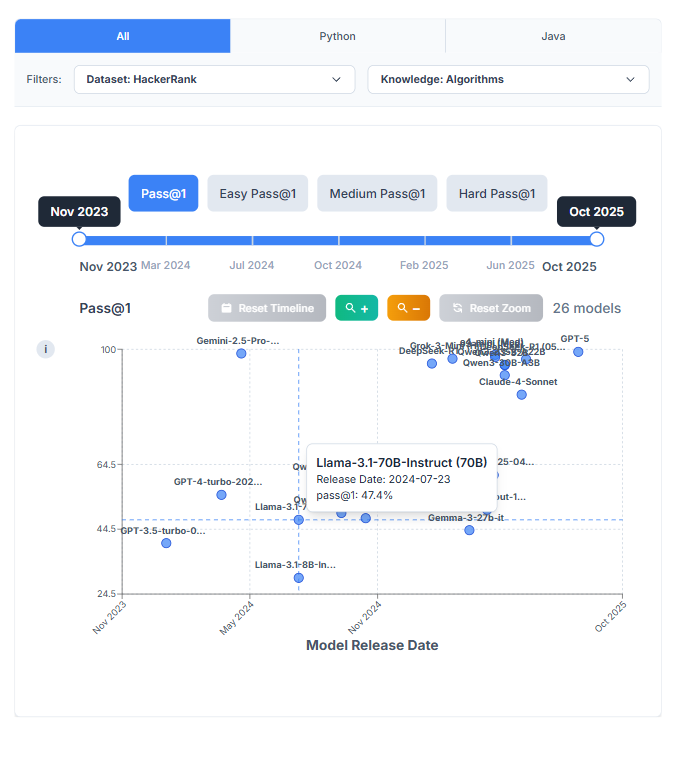 All Python Java
Filters: Dataset: HackerRank Knowledge: Algorithms
Pass@1 Easy Pass@1 Medium Pass@1 Hard Pass@1
Nov 2023 Oct 2025
Nov 2023 Mar 2024 Jul 2024 Oct 2024 Feb 2025 Jun 2025 Oct 2025
Pass@1 Reset Timeline + − Reset Zoom 26 models
i
100
Gemini-2.5-Pro-...
GPT-5
Grok-3-Mini
o4-mini (Med)
DeepSeek-R1
Qwen3-30B-A3B
Claude-4-Sonnet
Llama-3.1-70B-Instruct (70B)
Release Date: 2024-07-23
pass@1: 47.4%
64.5
25-04...
GPT-4-turbo-202...
out-1...
Llama-3.1-7
Gemma-3-27b-it
44.5
GPT-3.5-turbo-0...
Llama-3.1-8B-In...
24.5
Nov 2023 May 2024 Nov 2024 Oct 2025
Model Release Date